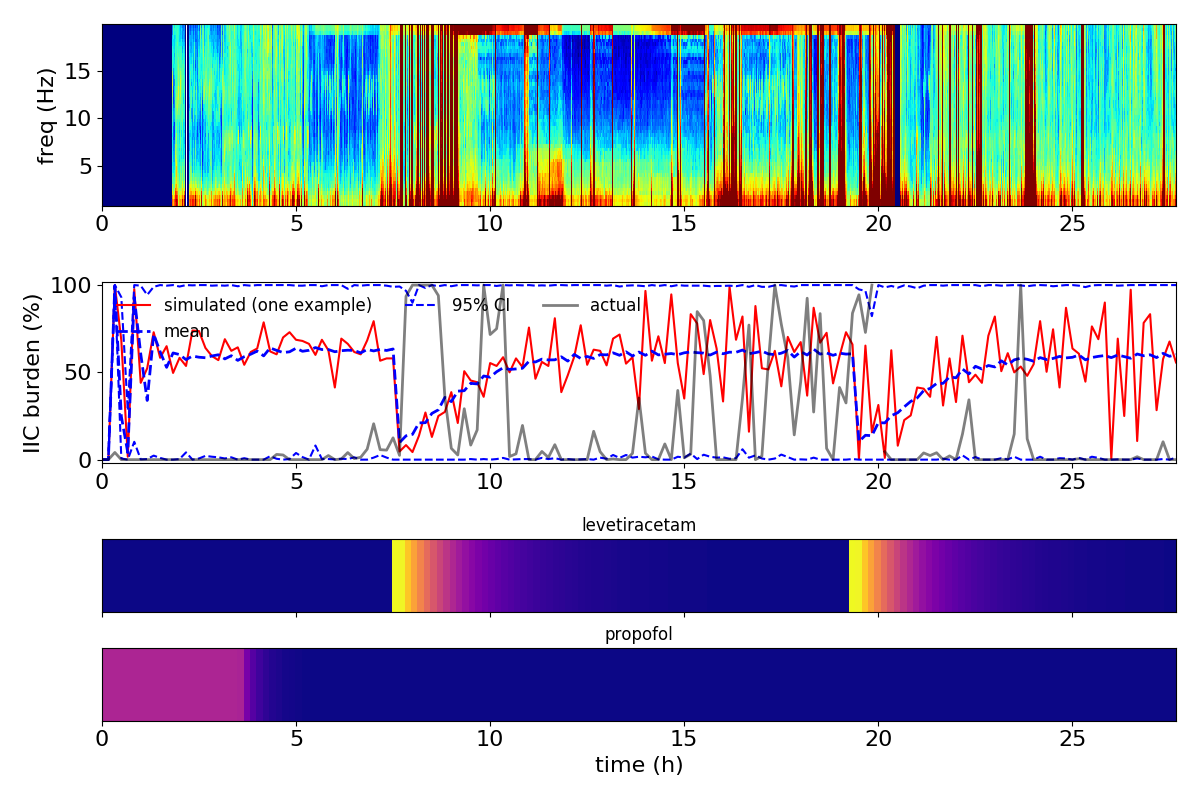 freq (Hz)
15
10
5
0 5 10 15 20 25
IIC burden (%)
100
50
0
simulated (one example)
mean
95% CI
actual
0 5 10 15 20 25
levetiracetam
propofol
0 5 10 15 20 25
time (h)